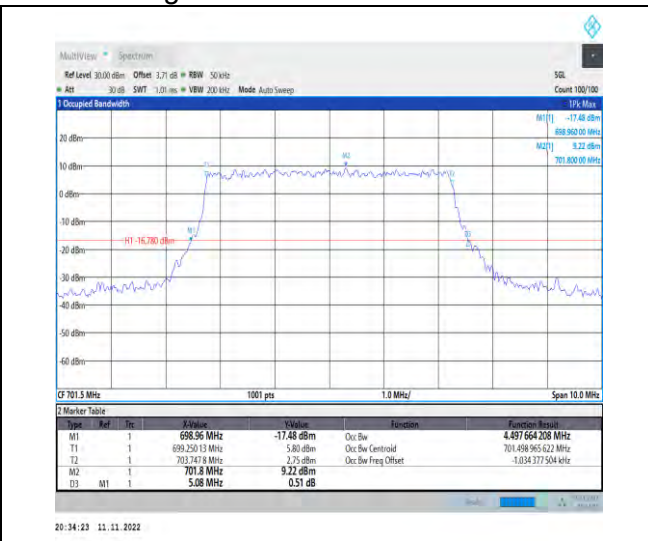 MultiView Spectrum
Ref Level 30.00 dBm Offset 3.71 dB RBW 50 kHz SGL
Att 30 dB SWT 1.01 ms VBW 200 kHz Mode Auto Sweep Count 100/100
1 Occupied Bandwidth 1Pk Max
M1[1] -17.48 dBm
698.960 00 MHz
M2[1] 9.22 dBm
701.800 00 MHz
20 dBm
M2
T1
T2
10 dBm
0 dBm
-10 dBm
M1
D3
H1 -16.780 dBm
-20 dBm
-30 dBm
-40 dBm
-50 dBm
-60 dBm
CF 701.5 MHz 1001 pts 1.0 MHz/ Span 10.0 MHz
2 Marker Table
Type Ref Trc X-Value Y-Value Function Function Result
M1 1 698.96 MHz -17.48 dBm Occ Bw 4.497 664 208 MHz
T1 1 699.250 13 MHz 5.80 dBm Occ Bw Centroid 701.498 965 622 MHz
T2 1 703.747 8 MHz 2.75 dBm Occ Bw Freq Offset -1.034 377 504 kHz
M2 1 701.8 MHz 9.22 dBm
D3 M1 1 5.08 MHz 0.51 dB
20:34:23 11.11.2022